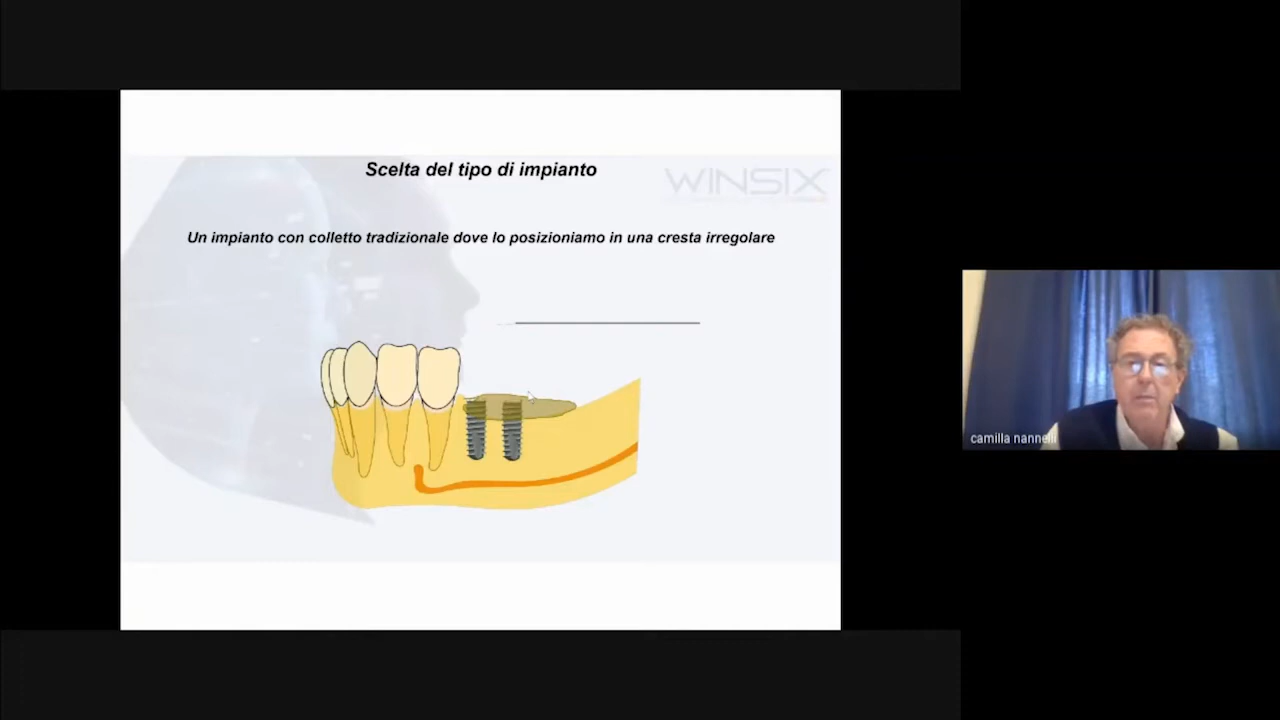 Scelta del tipo di impianto
WINSIX
Un impianto con colletto tradizionale dove lo posizioniamo in una cresta irregolare
camilla nannelli